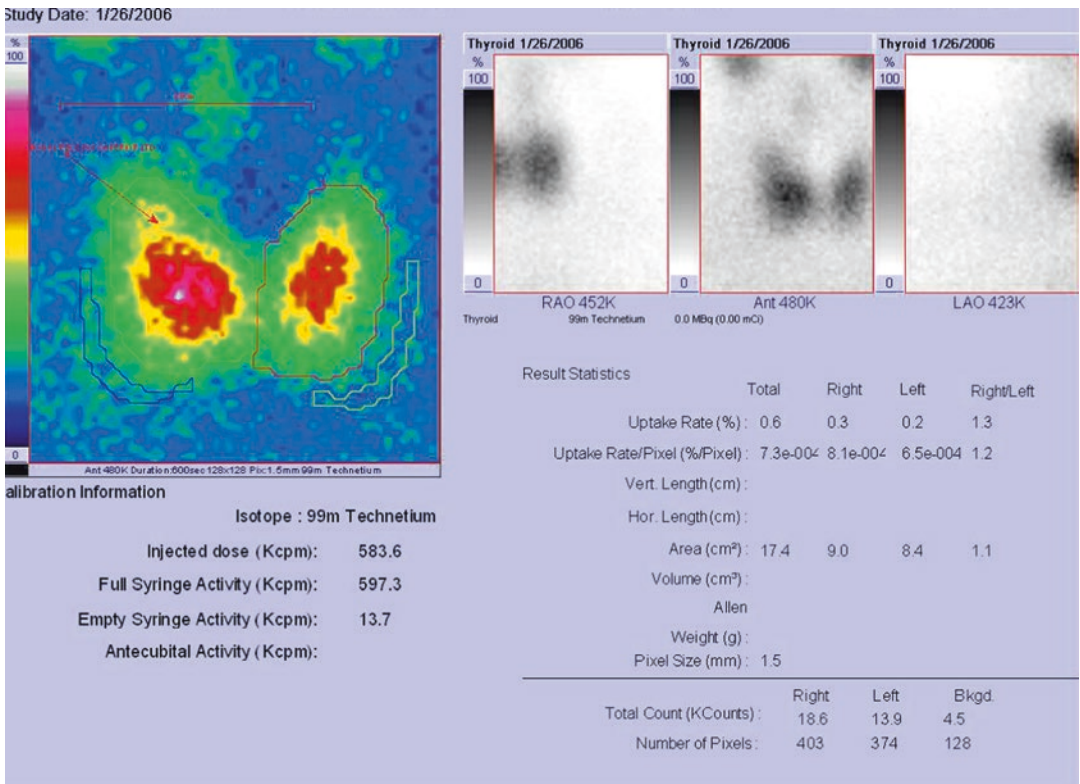 Study Date: 1/26/2006
%
100
0
Ant 480K Duration:600sec 128x128 Pix:1.5mm 99m Technetium
Thyroid 1/26/2006
%
100
0
RAO 452K
Thyroid 1/26/2006
%
100
0
Ant 480K
Thyroid 1/26/2006
%
100
0
LAO 423K
Thyroid 99m Technetium 0.0 MBq (0.00 mCi)
alibration Information
Isotope : 99m Technetium
Injected dose (Kcpm): 583.6
Full Syringe Activity (Kcpm): 597.3
Empty Syringe Activity (Kcpm): 13.7
Antecubital Activity (Kcpm):
Result Statistics
Total Right Left Right/Left
Uptake Rate (%) : 0.6 0.3 0.2 1.3
Uptake Rate/Pixel (%/Pixel) : 7.3e-004 8.1e-004 6.5e-004 1.2
Vert. Length(cm) :
Hor. Length(cm) :
Area (cm²) : 17.4 9.0 8.4 1.1
Volume (cm³) :
Allen
Weight (g) :
Pixel Size (mm) : 1.5
Right Left Bkgd.
Total Count (KCounts) : 18.6 13.9 4.5
Number of Pixels : 403 374 128